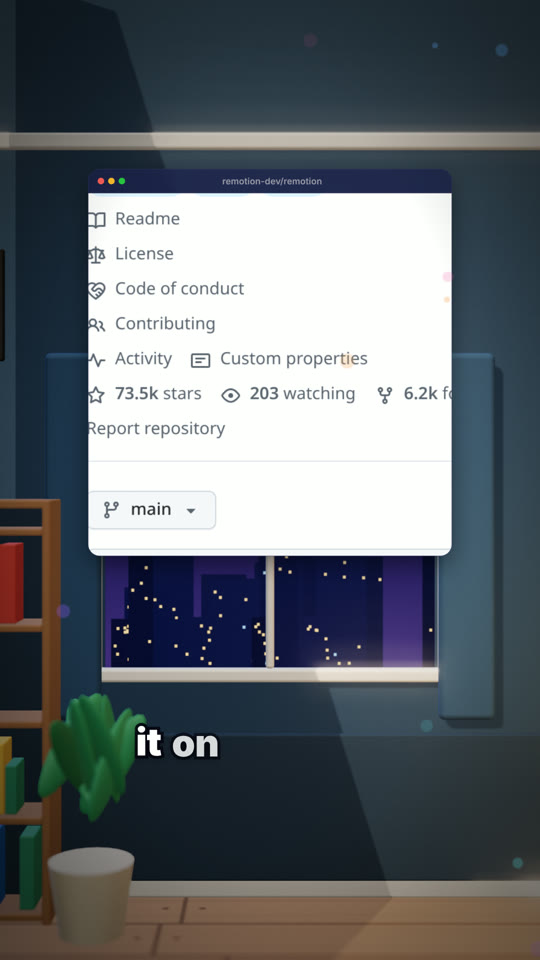 remotion-dev/remotion
Readme
License
Code of conduct
Contributing
Activity Custom properties
73.5k stars 203 watching 6.2k fo
Report repository
main
it on